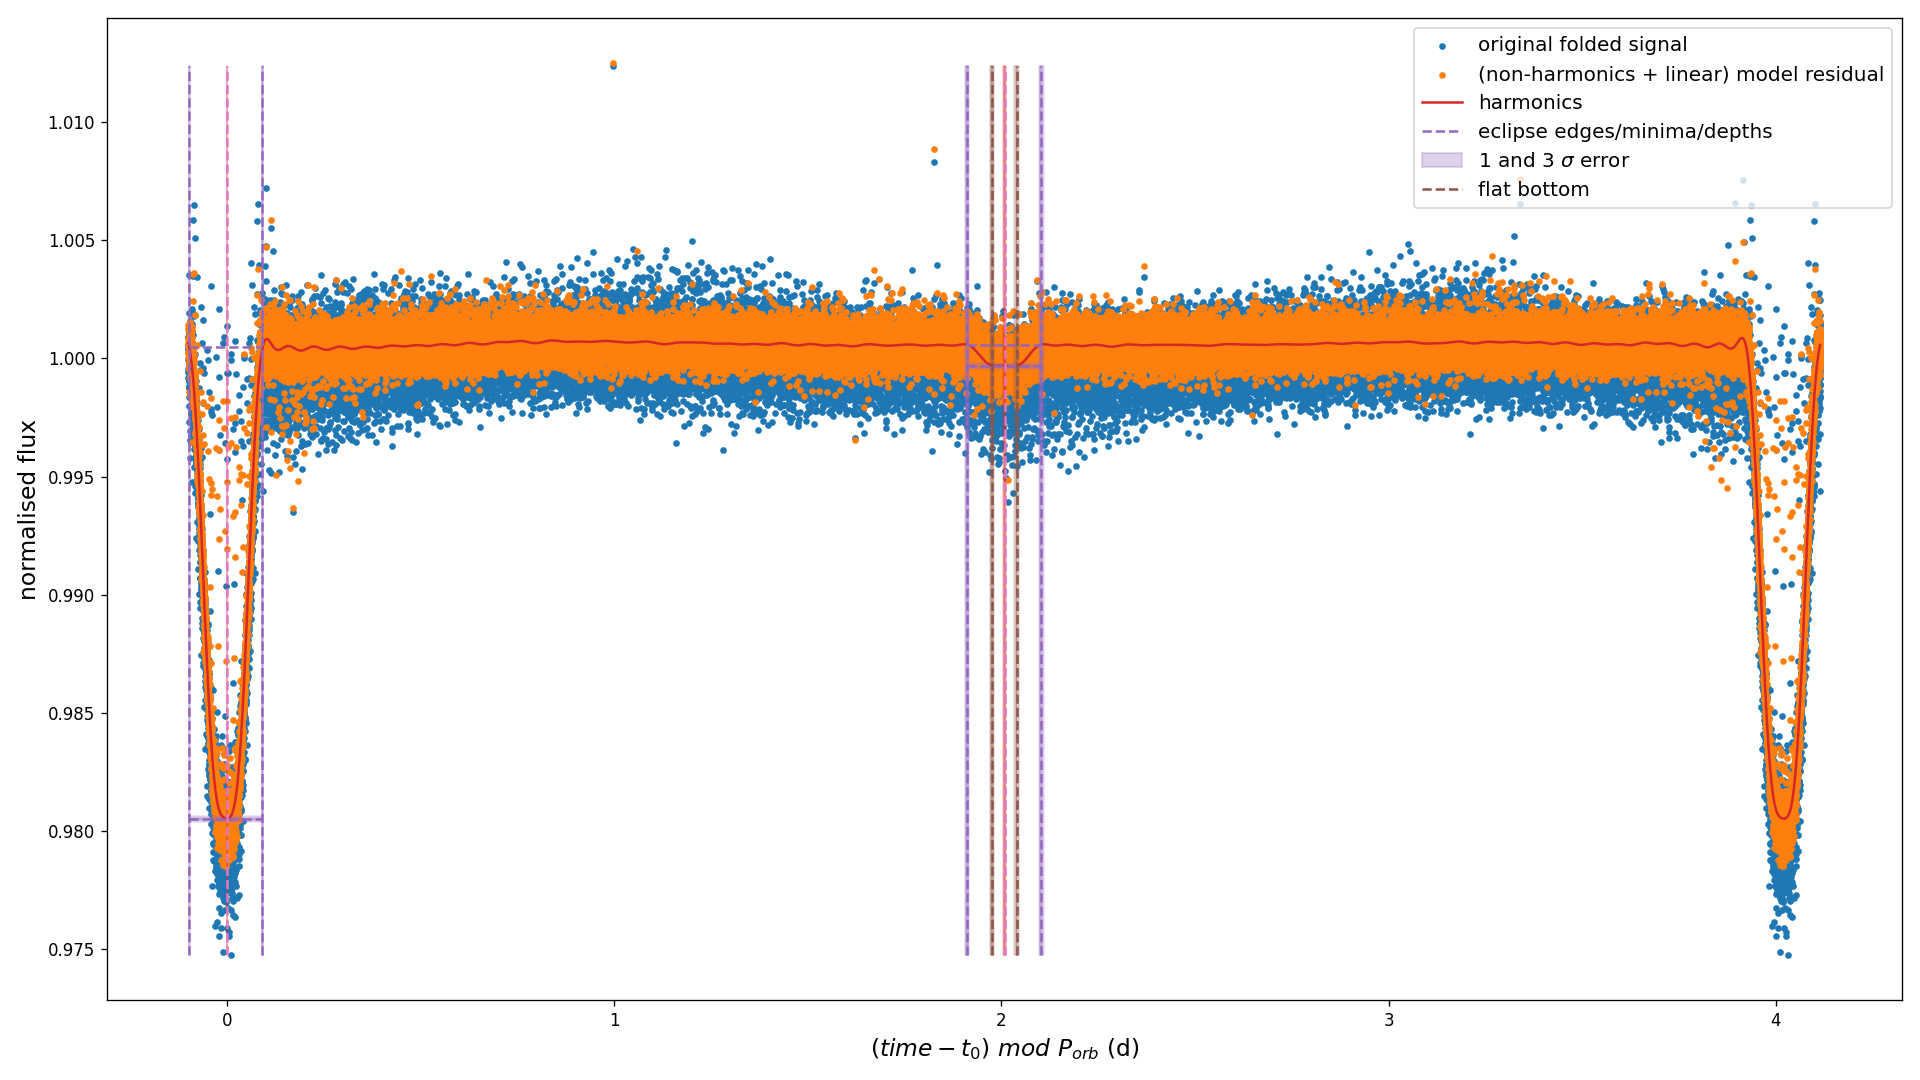 original folded signal
(non-harmonics + linear) model residual
harmonics
eclipse edges/minima/depths
1 and 3 σ error
flat bottom
normalised flux
1.010
1.005
1.000
0.995
0.990
0.985
0.980
0.975
0 1 2 3 4
(time − t₀) mod Pₒᵣb (d)